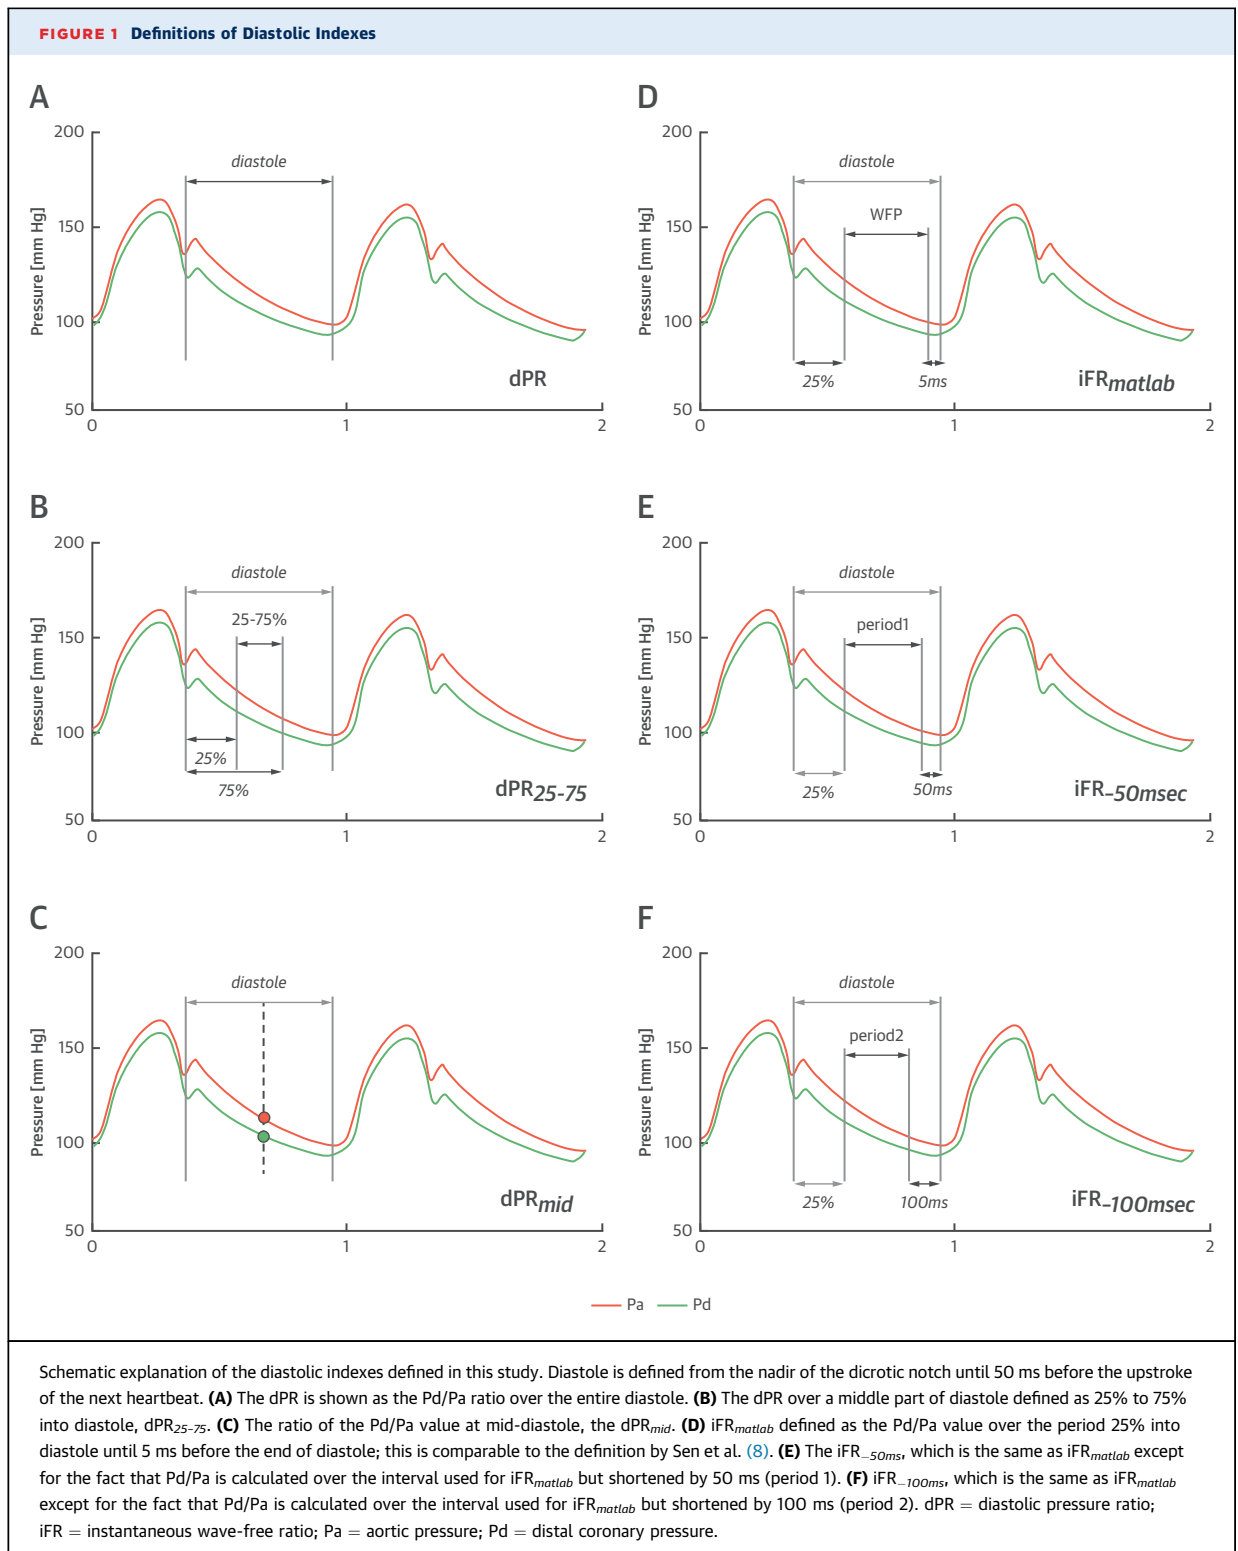 FIGURE 1 Definitions of Diastolic Indexes
A
200
150
100
50
Pressure [mm Hg]
diastole
dPR
0 1 2
D
200
150
100
50
Pressure [mm Hg]
diastole
WFP
25% 5ms
iFRmatlab
0 1 2
B
200
150
100
50
Pressure [mm Hg]
diastole
25-75%
25%
75%
dPR25-75
0 1 2
E
200
150
100
50
Pressure [mm Hg]
diastole
period1
25% 50ms
iFR-50msec
0 1 2
C
200
150
100
50
Pressure [mm Hg]
diastole
dPRmid
0 1 2
F
200
150
100
50
Pressure [mm Hg]
diastole
period2
25% 100ms
iFR-100msec
0 1 2
Pa Pd
Schematic explanation of the diastolic indexes defined in this study. Diastole is defined from the nadir of the dicrotic notch until 50 ms before the upstroke
of the next heartbeat. (A) The dPR is shown as the Pd/Pa ratio over the entire diastole. (B) The dPR over a middle part of diastole defined as 25% to 75%
into diastole, dPR25-75. (C) The ratio of the Pd/Pa value at mid-diastole, the dPRmid. (D) iFRmatlab defined as the Pd/Pa value over the period 25% into
diastole until 5 ms before the end of diastole; this is comparable to the definition by Sen et al. (8). (E) The iFR-50ms, which is the same as iFRmatlab except
for the fact that Pd/Pa is calculated over the interval used for iFRmatlab but shortened by 50 ms (period 1). (F) iFR-100ms, which is the same as iFRmatlab
except for the fact that Pd/Pa is calculated over the interval used for iFRmatlab but shortened by 100 ms (period 2). dPR = diastolic pressure ratio;
iFR = instantaneous wave-free ratio; Pa = aortic pressure; Pd = distal coronary pressure.